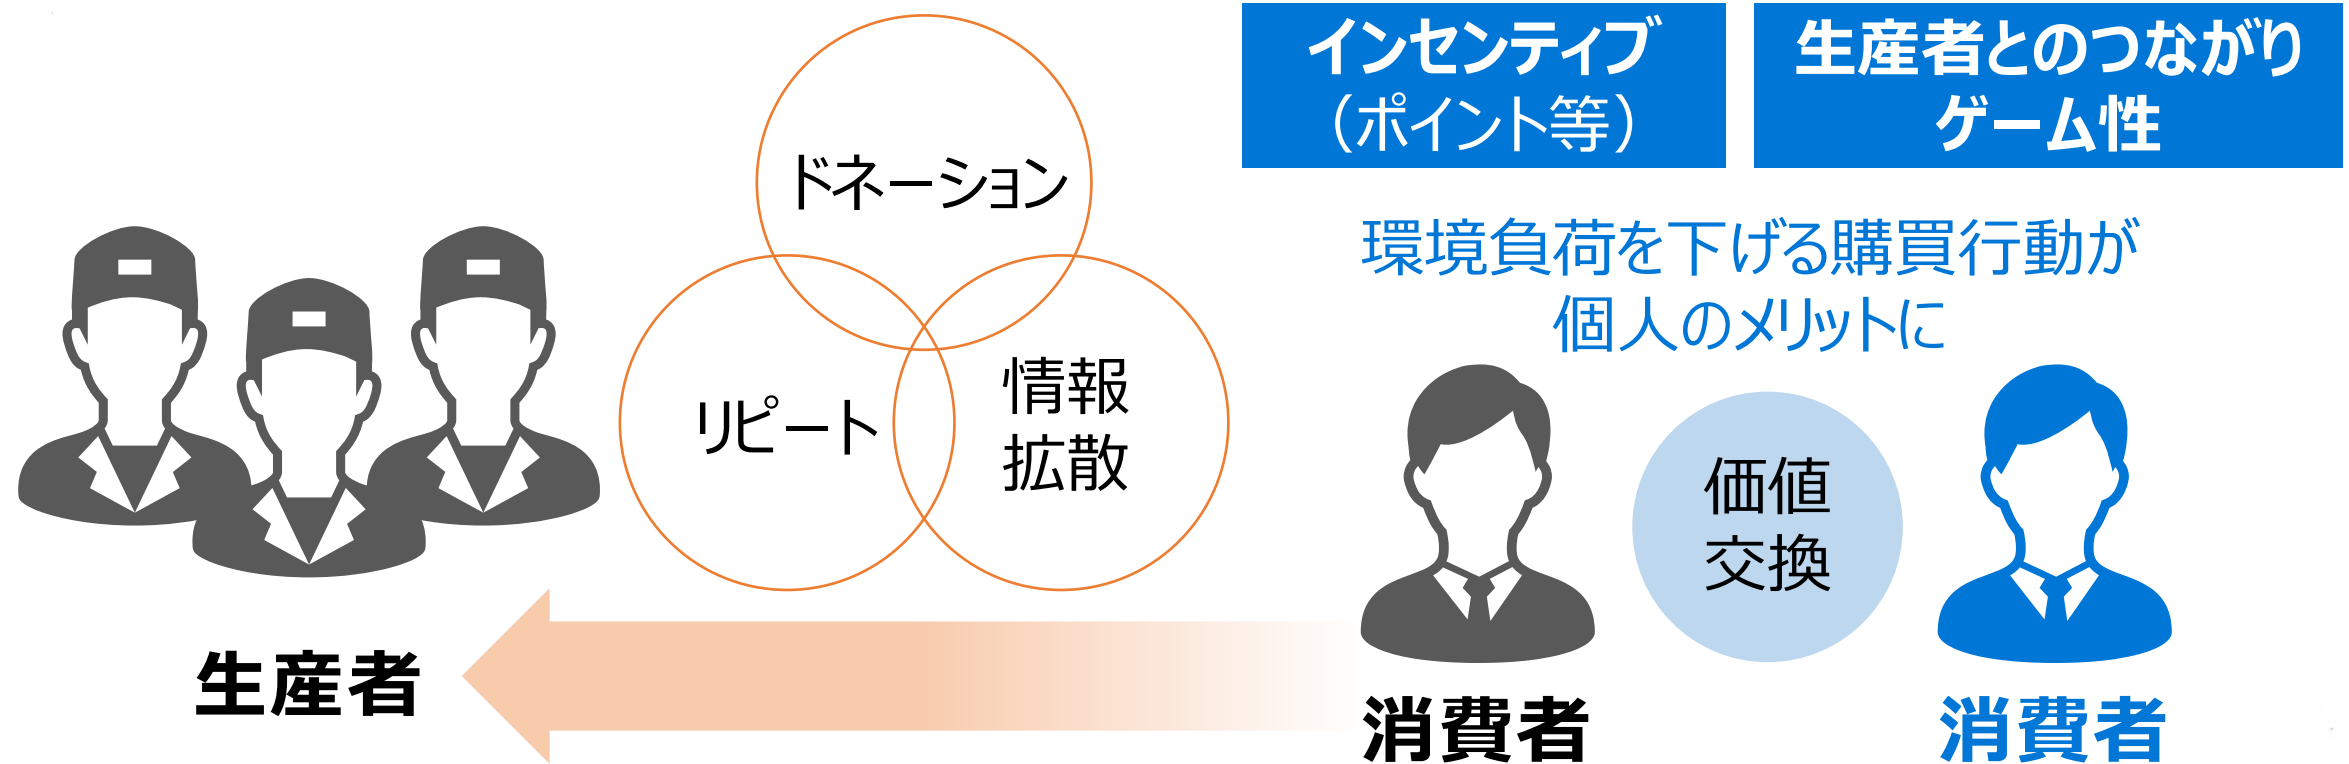 インセンティブ
（ポイント等）
生産者とのつながり
ゲーム性
ドネーション
リピート
情報
拡散
環境負荷を下げる購買行動が
個人のメリットに
価値
交換
生産者
消費者
消費者